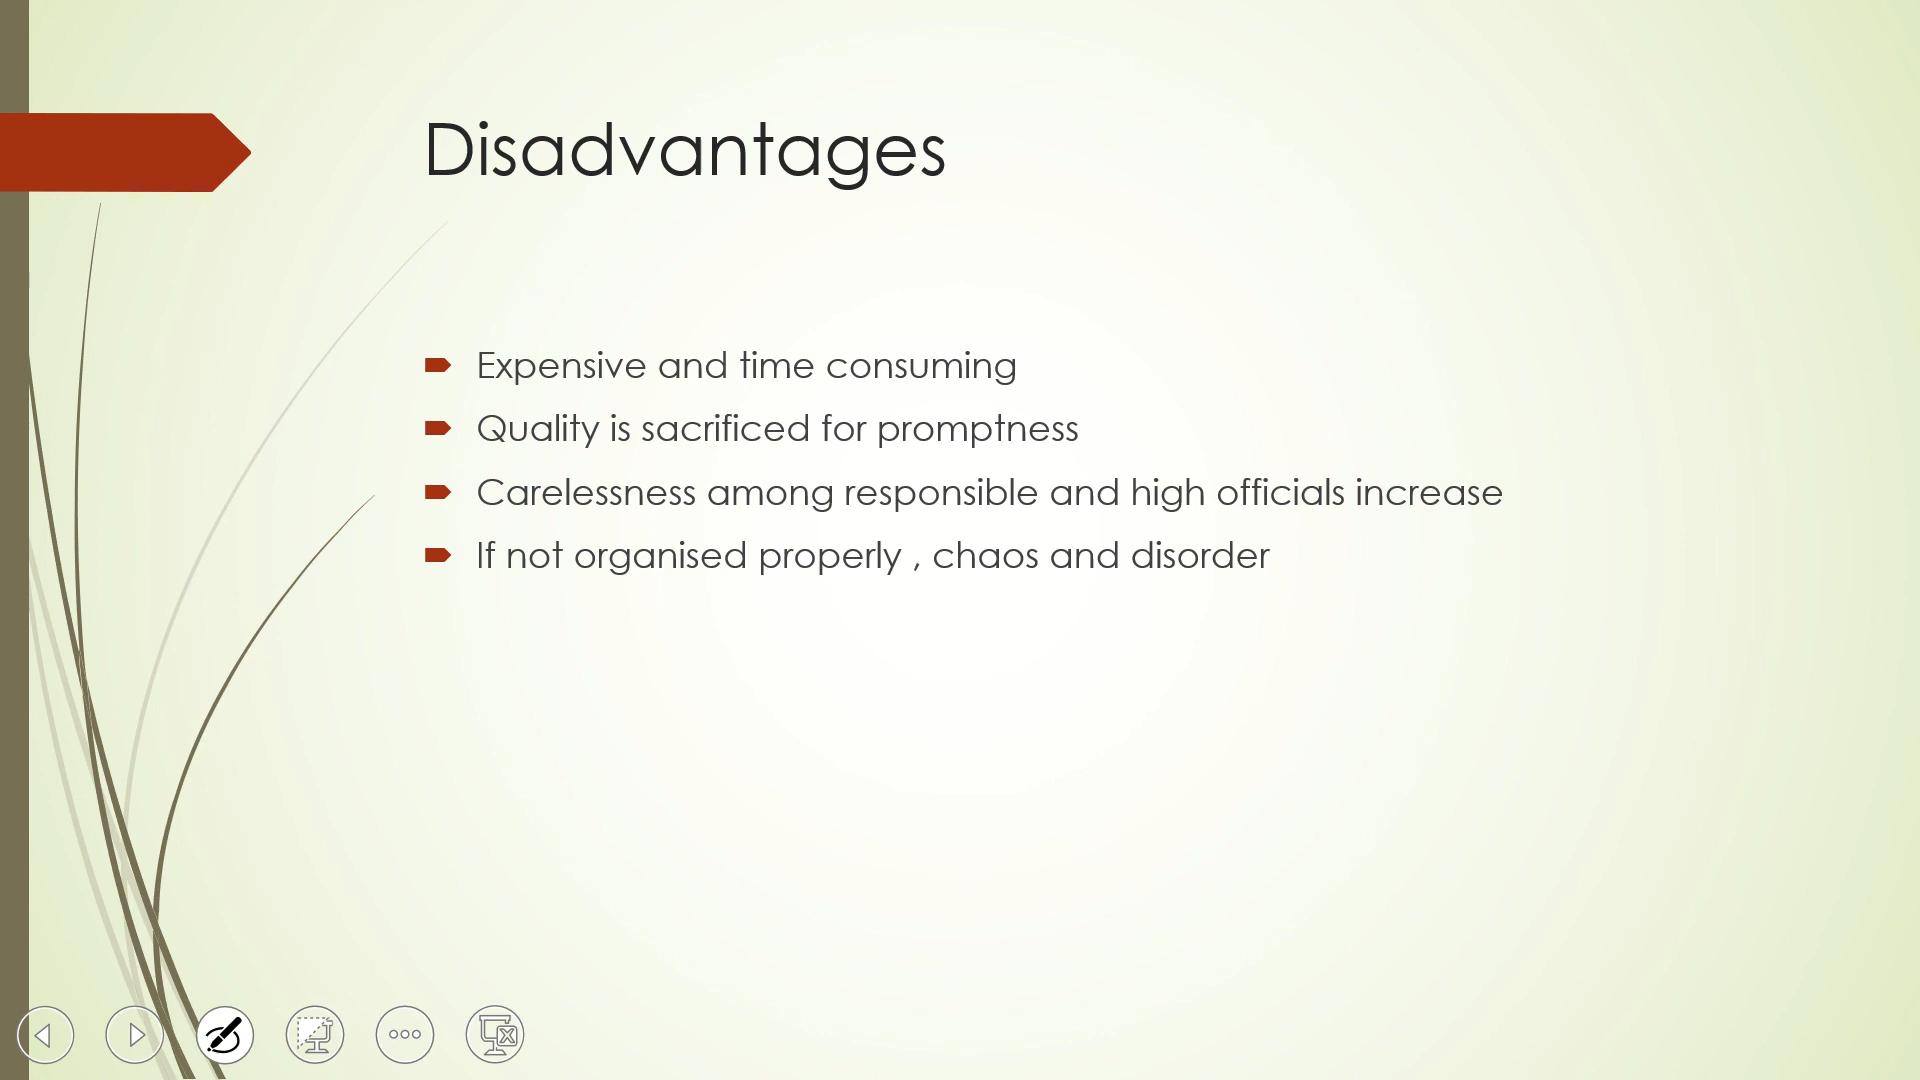 Disadvantages
Expensive and time consuming
Quality is sacrificed for promptness
Carelessness among responsible and high officials increase
If not organised properly , chaos and disorder